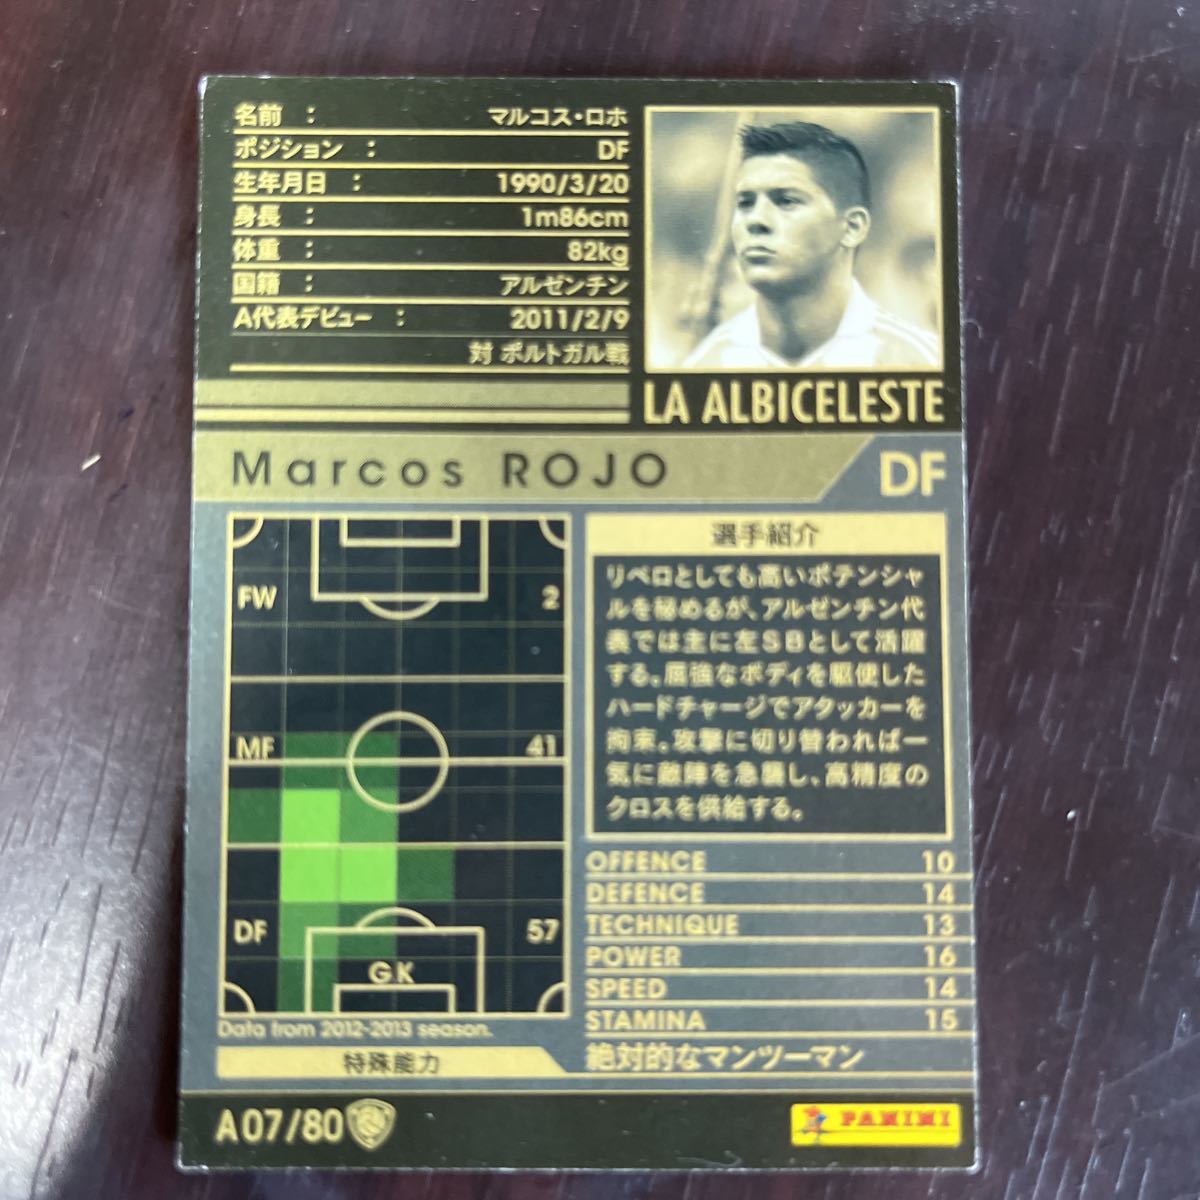 名前 : マルコス・ロホ
ポジション : DF
生年月日 : 1990/3/20
身長 : 1m86cm
体重 : 82kg
国籍 : アルゼンチン
A代表デビュー : 2011/2/9
対 ポルトガル戦
LA ALBICELESTE
Marcos ROJO DF
FW 2
MF 41
DF 57
GK
Data from 2012-2013 season.
選手紹介
リベロとしても高いポテンシャ
ルを秘めるが、アルゼンチン代
表では主に左SBとして活躍
する。屈強なボディを駆使した
ハードチャージでアタッカーを
拘束。攻撃に切り替われば一
気に敵陣を急襲し、高精度の
クロスを供給する。
OFFENCE 10
DEFENCE 14
TECHNIQUE 13
POWER 16
SPEED 14
STAMINA 15
特殊能力 絶対的なマンツーマン
A07/80
PANINI